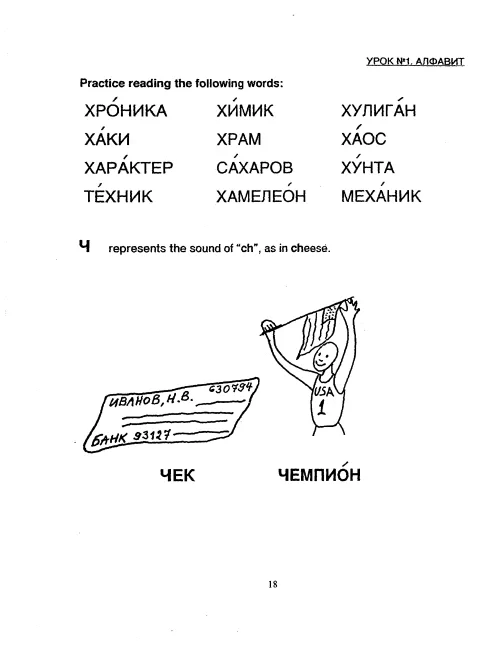 УРОК №1. АЛФАВИТ
Practice reading the following words:
ХРО́НИКА ХИ́МИК ХУЛИГА́Н
ХА́КИ ХРАМ ХА́ОС
ХАРА́КТЕР СА́ХАРОВ ХУ́НТА
ТЕ́ХНИК ХАМЕЛЕО́Н МЕХА́НИК
Ч represents the sound of "ch", as in cheese.
630794
ИВАНОВ, Н.В.
БАНК 93127
USA
1
ЧЕК ЧЕМПИО́Н
18